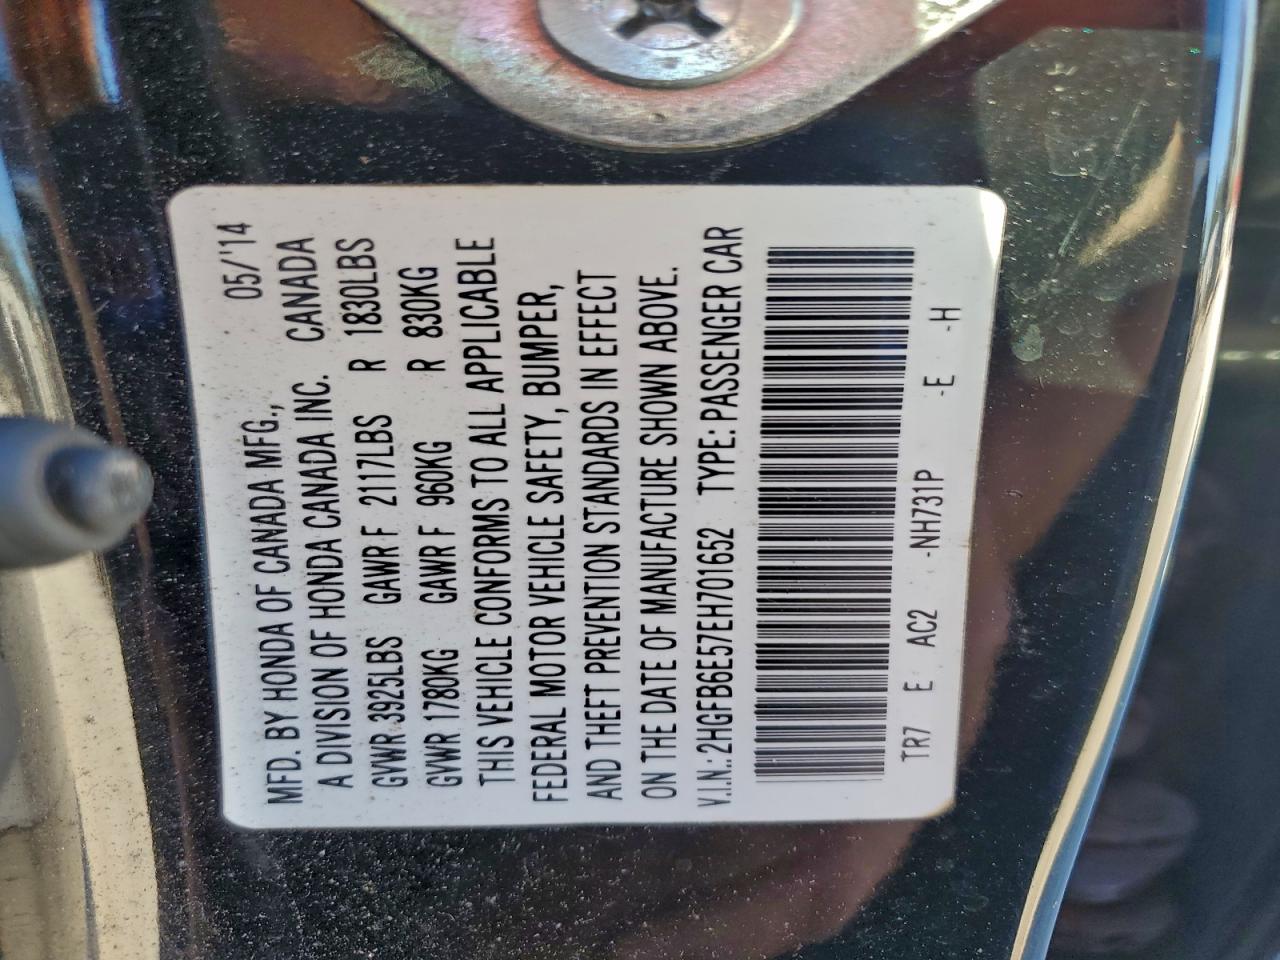 05/'14
MFD. BY HONDA OF CANADA MFG.,
A DIVISION OF HONDA CANADA INC. CANADA
GVWR 3925LBS GAWR F 2117LBS R 1830LBS
GVWR 1780KG GAWR F 960KG R 830KG
THIS VEHICLE CONFORMS TO ALL APPLICABLE
FEDERAL MOTOR VEHICLE SAFETY, BUMPER,
AND THEFT PREVENTION STANDARDS IN EFFECT
ON THE DATE OF MANUFACTURE SHOWN ABOVE.
V.I.N.: 2HGFB6E57EH701652 TYPE: PASSENGER CAR
TR7 E AC2 -NH731P -E -H